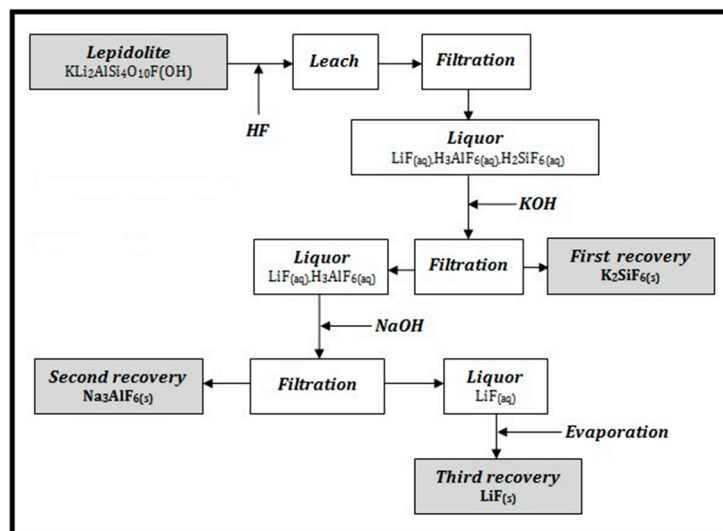 Lepidolite
KLi₂AlSi₄O₁₀F(OH)
Leach
Filtration
HF
Liquor
LiF(aq),H₃AlF₆(aq),H₂SiF₆(aq)
KOH
Liquor
LiF(aq),H₃AlF₆(aq)
Filtration
First recovery
K₂SiF₆(s)
NaOH
Second recovery
Na₃AlF₆(s)
Filtration
Liquor
LiF(aq)
Evaporation
Third recovery
LiF(s)